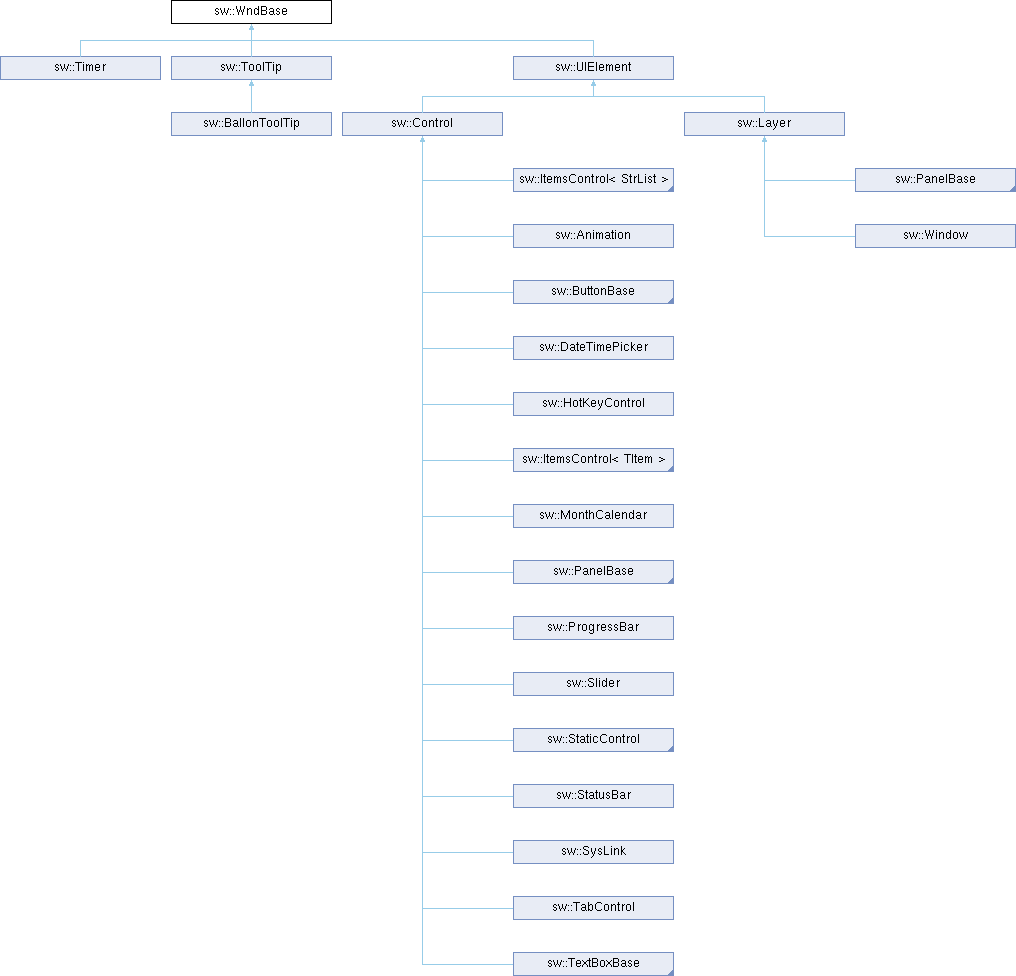 sw::WndBase
sw::Timer
sw::ToolTip
sw::UIElement
sw::BallonToolTip
sw::Control
sw::Layer
sw::ItemsControl< StrList >
sw::PanelBase
sw::Animation
sw::Window
sw::ButtonBase
sw::DateTimePicker
sw::HotKeyControl
sw::ItemsControl< TItem >
sw::MonthCalendar
sw::PanelBase
sw::ProgressBar
sw::Slider
sw::StaticControl
sw::StatusBar
sw::SysLink
sw::TabControl
sw::TextBoxBase